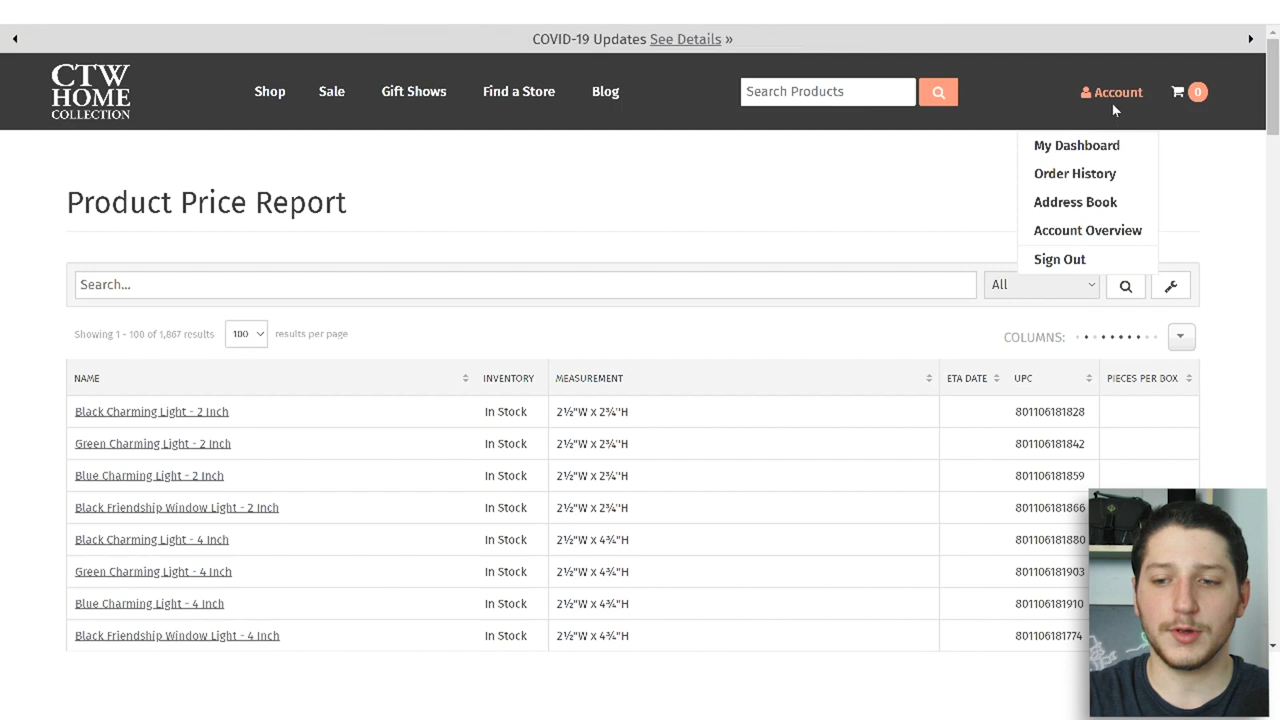 COVID-19 Updates See Details »
CTW
HOME
COLLECTION
Shop Sale Gift Shows Find a Store Blog
Search Products
Account 0
My Dashboard
Order History
Address Book
Account Overview
Sign Out
Product Price Report
Search... All
Showing 1 - 100 of 1,867 results 100 results per page
COLUMNS:
NAME INVENTORY MEASUREMENT ETA DATE UPC PIECES PER BOX
Black Charming Light - 2 Inch In Stock 2½"W x 2¾"H 801106181828
Green Charming Light - 2 Inch In Stock 2½"W x 2¾"H 801106181842
Blue Charming Light - 2 Inch In Stock 2½"W x 2¾"H 801106181859
Black Friendship Window Light - 2 Inch In Stock 2½"W x 2¾"H 801106181866
Black Charming Light - 4 Inch In Stock 2½"W x 4¾"H 801106181880
Green Charming Light - 4 Inch In Stock 2½"W x 4¾"H 801106181903
Blue Charming Light - 4 Inch In Stock 2½"W x 4¾"H 801106181910
Black Friendship Window Light - 4 Inch In Stock 2½"W x 4¾"H 801106181774